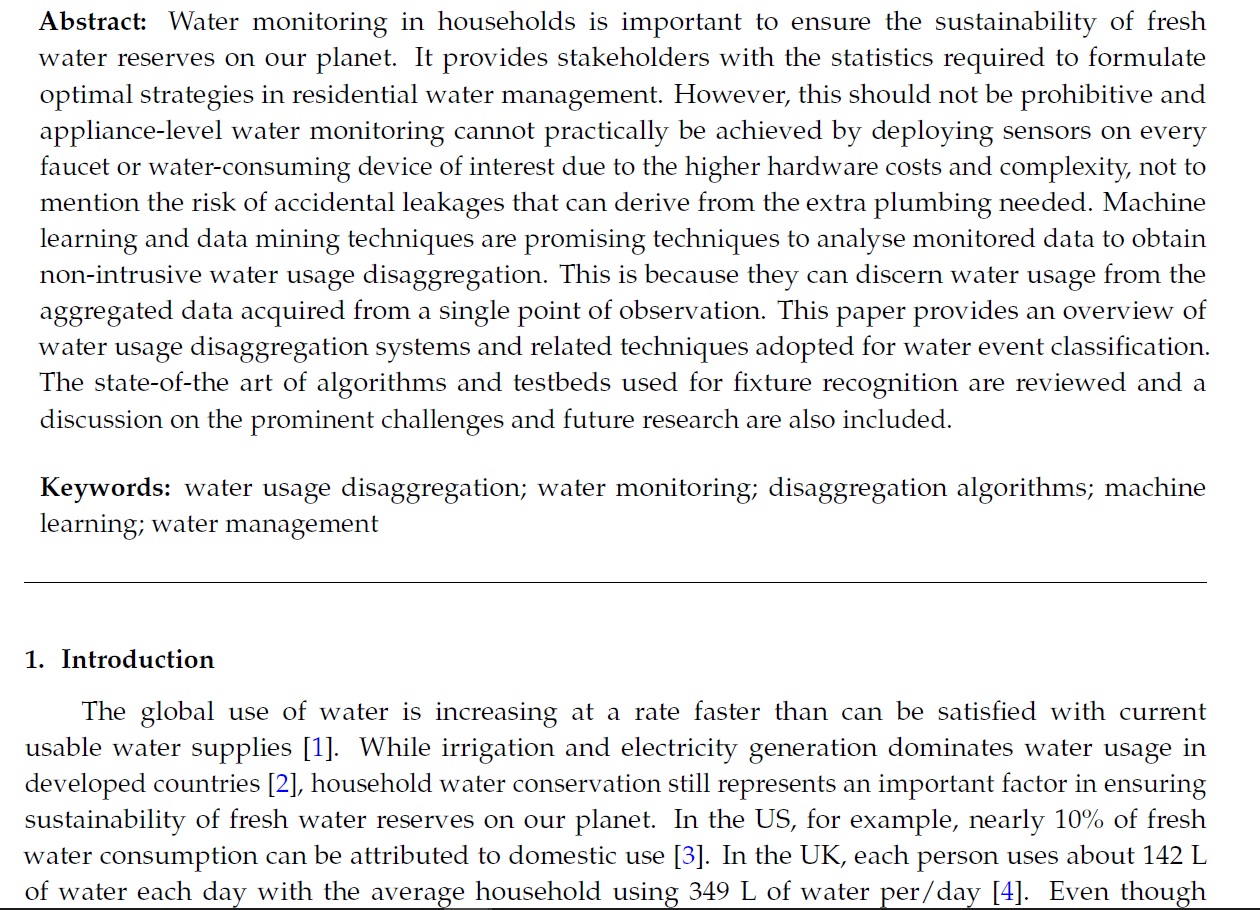 Abstract: Water monitoring in households is important to ensure the sustainability of fresh
water reserves on our planet. It provides stakeholders with the statistics required to formulate
optimal strategies in residential water management. However, this should not be prohibitive and
appliance-level water monitoring cannot practically be achieved by deploying sensors on every
faucet or water-consuming device of interest due to the higher hardware costs and complexity, not to
mention the risk of accidental leakages that can derive from the extra plumbing needed. Machine
learning and data mining techniques are promising techniques to analyse monitored data to obtain
non-intrusive water usage disaggregation. This is because they can discern water usage from the
aggregated data acquired from a single point of observation. This paper provides an overview of
water usage disaggregation systems and related techniques adopted for water event classification.
The state-of-the art of algorithms and testbeds used for fixture recognition are reviewed and a
discussion on the prominent challenges and future research are also included.
Keywords: water usage disaggregation; water monitoring; disaggregation algorithms; machine
learning; water management
1. Introduction
The global use of water is increasing at a rate faster than can be satisfied with current
usable water supplies [1]. While irrigation and electricity generation dominates water usage in
developed countries [2], household water conservation still represents an important factor in ensuring
sustainability of fresh water reserves on our planet. In the US, for example, nearly 10% of fresh
water consumption can be attributed to domestic use [3]. In the UK, each person uses about 142 L
of water each day with the average household using 349 L of water per/day [4]. Even though